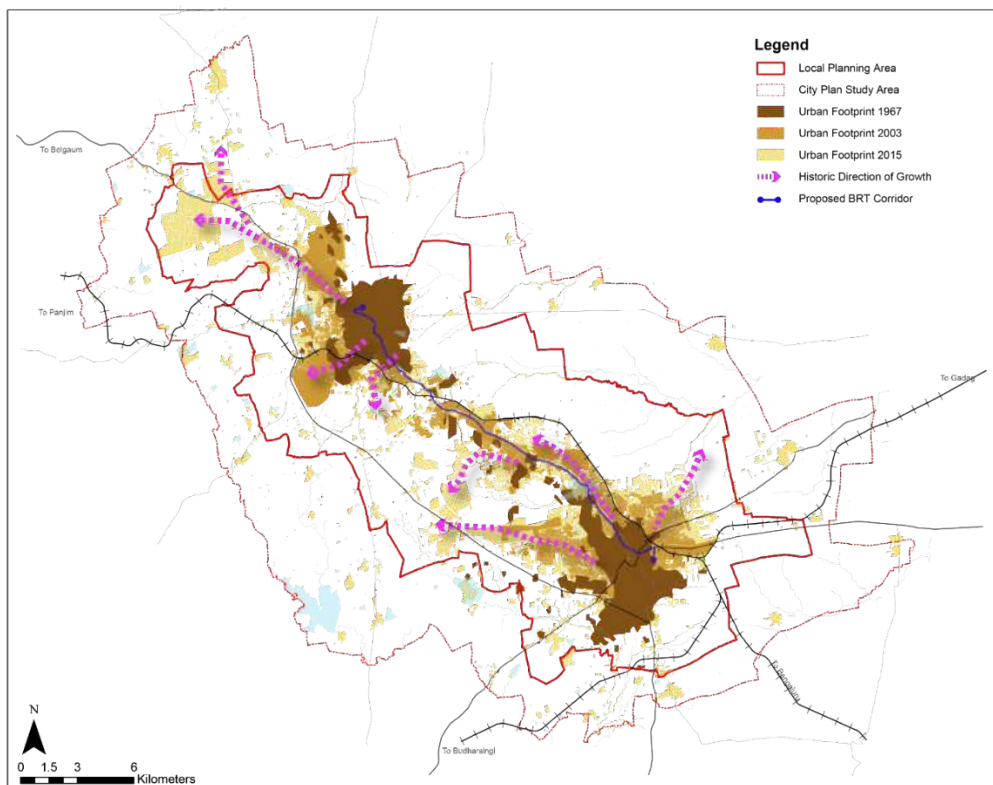 Legend
Local Planning Area
City Plan Study Area
Urban Footprint 1967
Urban Footprint 2003
Urban Footprint 2015
Historic Direction of Growth
Proposed BRT Corridor
To Belgaum
To Panjim
To Gadag
To Bengaluru
To Budharsingi
N
0 1.5 3 6
Kilometers